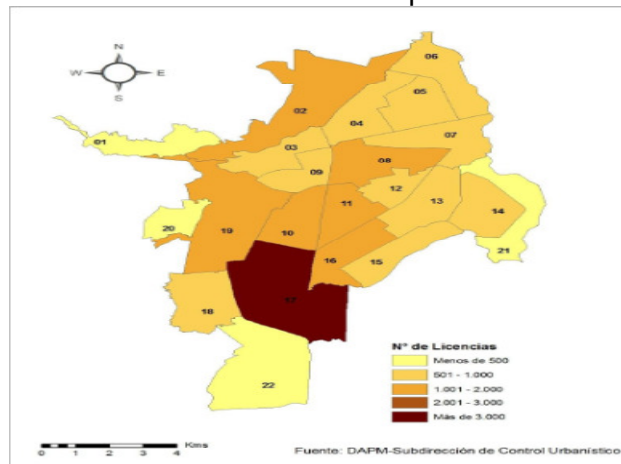 N
W E
S
06
05
02
04
01
07
03
08
09
12
11
13
14
20
19
10
21
16
15
17
18
22
N° de Licencias
Menos de 500
501 - 1.000
1.001 - 2.000
2.001 - 3.000
Más de 3.000
0 1 2 3 4 Kms
Fuente: DAPM-Subdirección de Control Urbanístico